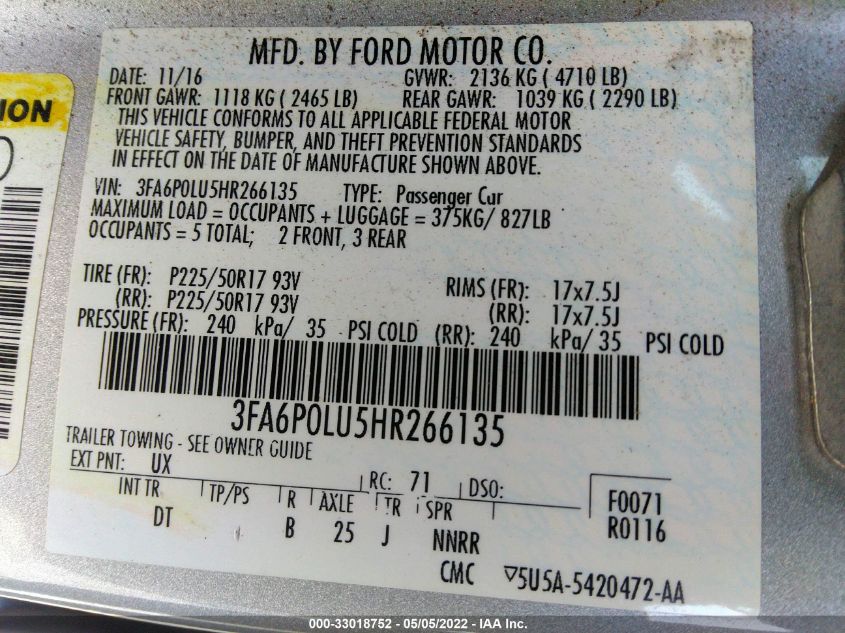 MFD. BY FORD MOTOR CO.
DATE: 11/16 GVWR: 2136 KG ( 4710 LB)
FRONT GAWR: 1118 KG ( 2465 LB) REAR GAWR: 1039 KG ( 2290 LB)
THIS VEHICLE CONFORMS TO ALL APPLICABLE FEDERAL MOTOR
VEHICLE SAFETY, BUMPER, AND THEFT PREVENTION STANDARDS
IN EFFECT ON THE DATE OF MANUFACTURE SHOWN ABOVE.
VIN: 3FA6P0LU5HR266135 TYPE: Passenger Car
MAXIMUM LOAD = OCCUPANTS + LUGGAGE = 375KG/ 827LB
OCCUPANTS = 5 TOTAL; 2 FRONT, 3 REAR
TIRE (FR): P225/50R17 93V RIMS (FR): 17x7.5J
(RR): P225/50R17 93V (RR): 17x7.5J
PRESSURE (FR): 240 kPa/ 35 PSI COLD (RR): 240 kPa/ 35 PSI COLD
3FA6P0LU5HR266135
TRAILER TOWING - SEE OWNER GUIDE
EXT PNT: UX RC: 71 DSO: F0071
INT TR TP/PS R AXLE TR SPR R0116
DT B 25 J NNRR
CMC ▽5U5A-5420472-AA
000-33018752 - 05/05/2022 - IAA Inc.